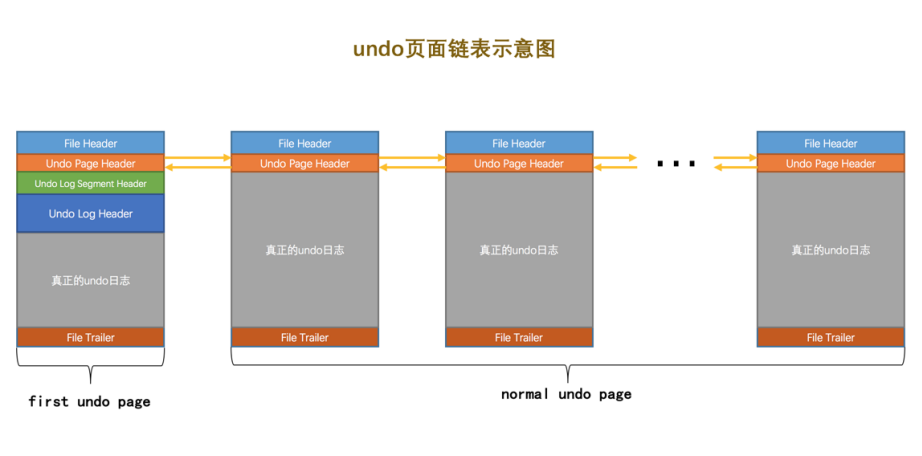 undo页面链表示意图
File Header
Undo Page Header
Undo Log Segment Header
Undo Log Header
真正的undo日志
File Trailer
first undo page
File Header
Undo Page Header
真正的undo日志
File Trailer
File Header
Undo Page Header
真正的undo日志
File Trailer
...
File Header
Undo Page Header
真正的undo日志
File Trailer
normal undo page